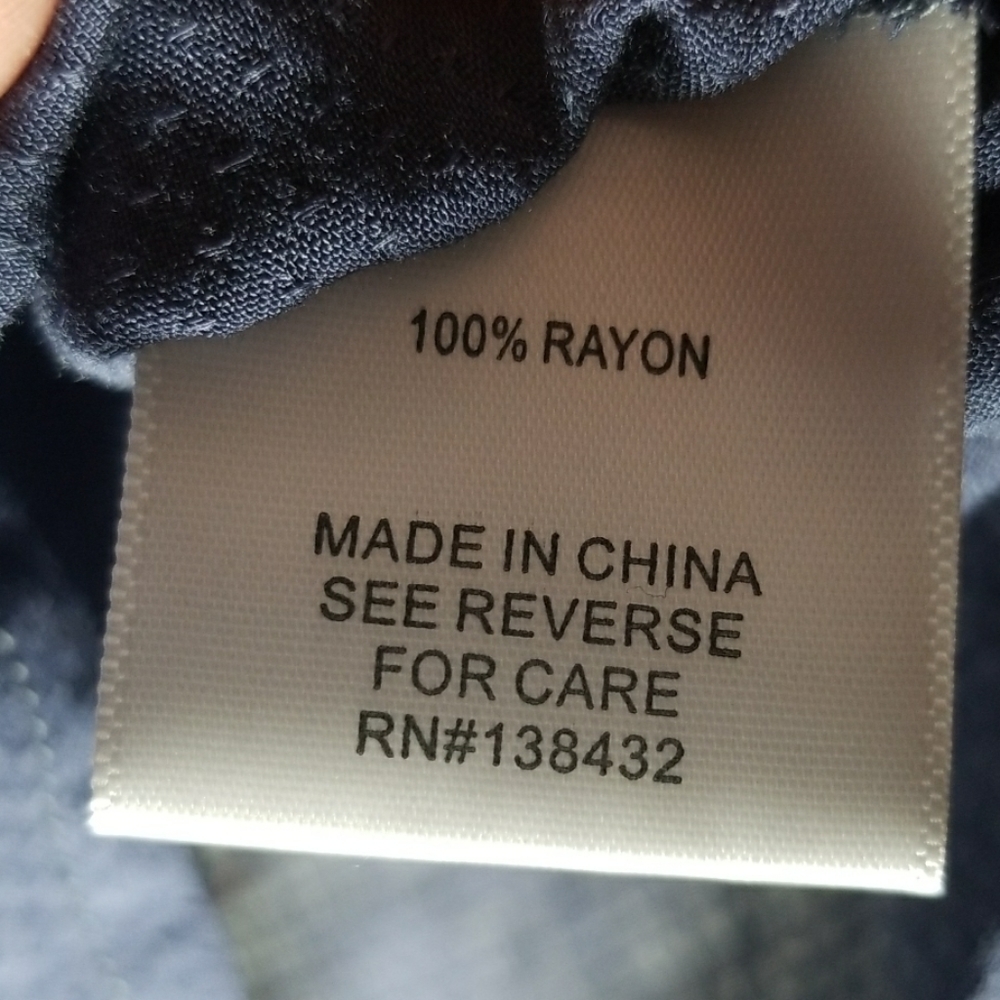 100% RAYON
MADE IN CHINA
SEE REVERSE
FOR CARE
RN#138432